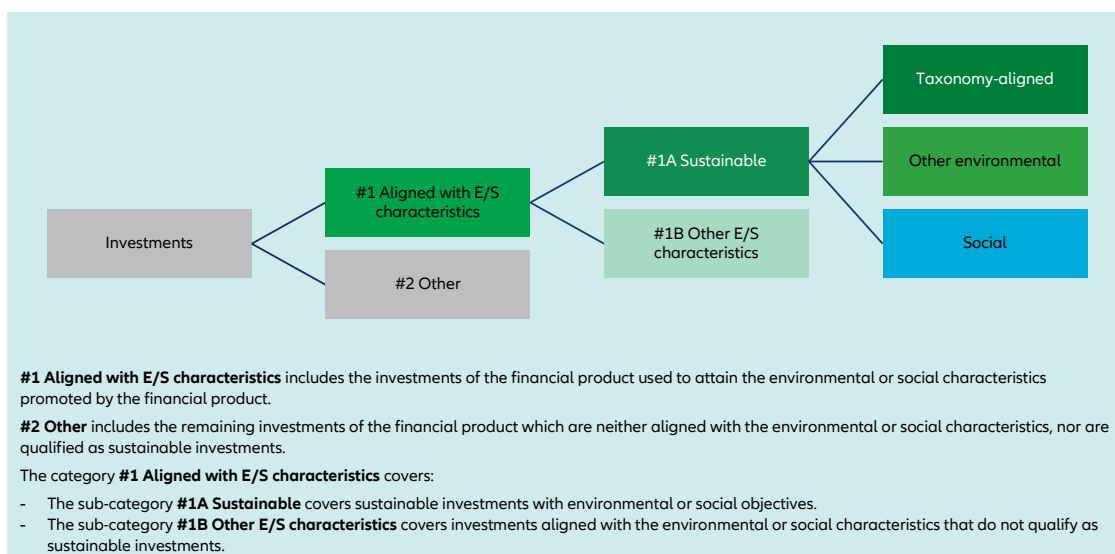 Taxonomy-aligned
#1A Sustainable
Other environmental
#1 Aligned with E/S
characteristics
#1B Other E/S
characteristics
Investments
Social
#2 Other
#1 Aligned with E/S characteristics includes the investments of the financial product used to attain the environmental or social characteristics
promoted by the financial product.
#2 Other includes the remaining investments of the financial product which are neither aligned with the environmental or social characteristics, nor are
qualified as sustainable investments.
The category #1 Aligned with E/S characteristics covers:
- The sub-category #1A Sustainable covers sustainable investments with environmental or social objectives.
- The sub-category #1B Other E/S characteristics covers investments aligned with the environmental or social characteristics that do not qualify as
sustainable investments.